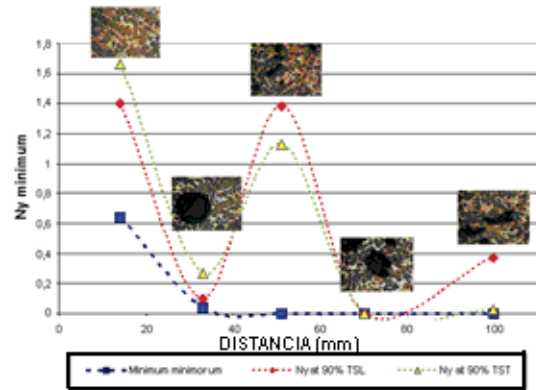 1,8
1,6
1,4
1,2
1
0,8
0,6
0,4
0,2
0
Ny minimum
0 20 40 60 80 100
DISTANCIA (mm)
Minimum minimorum Ny at 90% TSL Ny at 90% TST